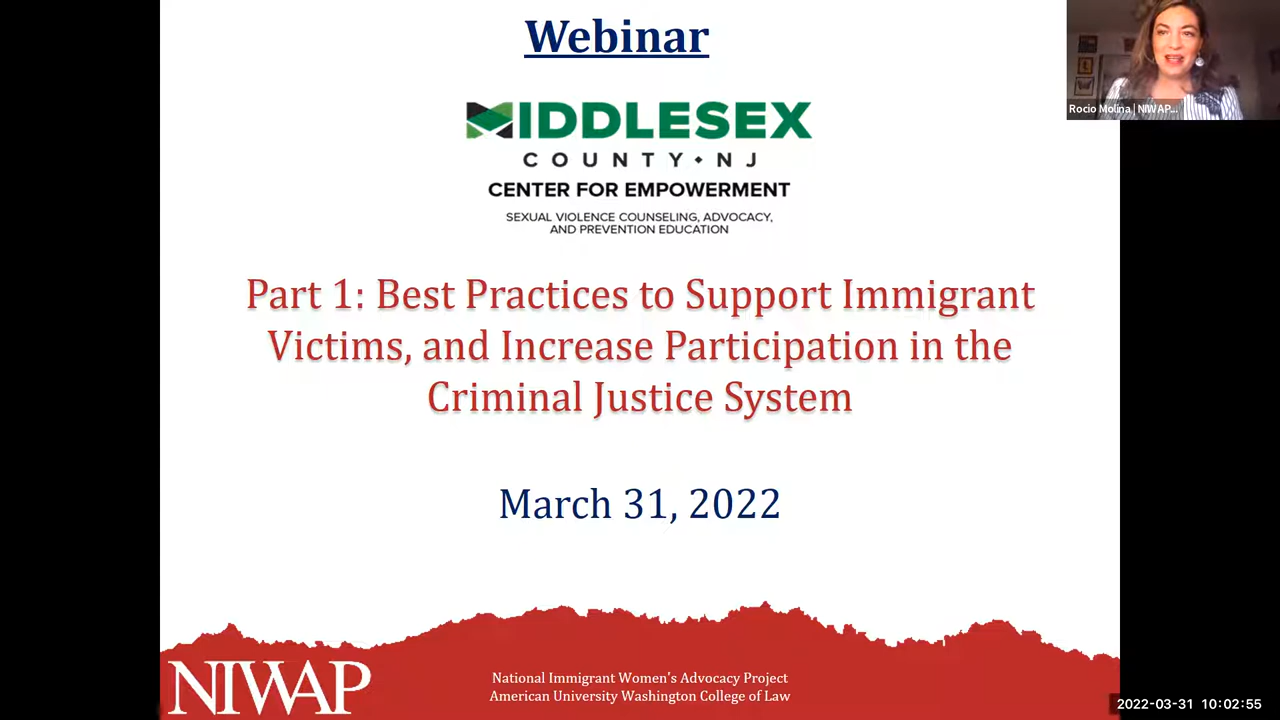 Webinar
MIDDLESEX
COUNTY•NJ
CENTER FOR EMPOWERMENT
SEXUAL VIOLENCE COUNSELING, ADVOCACY,
AND PREVENTION EDUCATION
Part 1: Best Practices to Support Immigrant
Victims, and Increase Participation in the
Criminal Justice System
March 31, 2022
NIWAP
National Immigrant Women's Advocacy Project
American University Washington College of Law
Rocio Molina | NIWAP...
2022-03-31 10:02:55